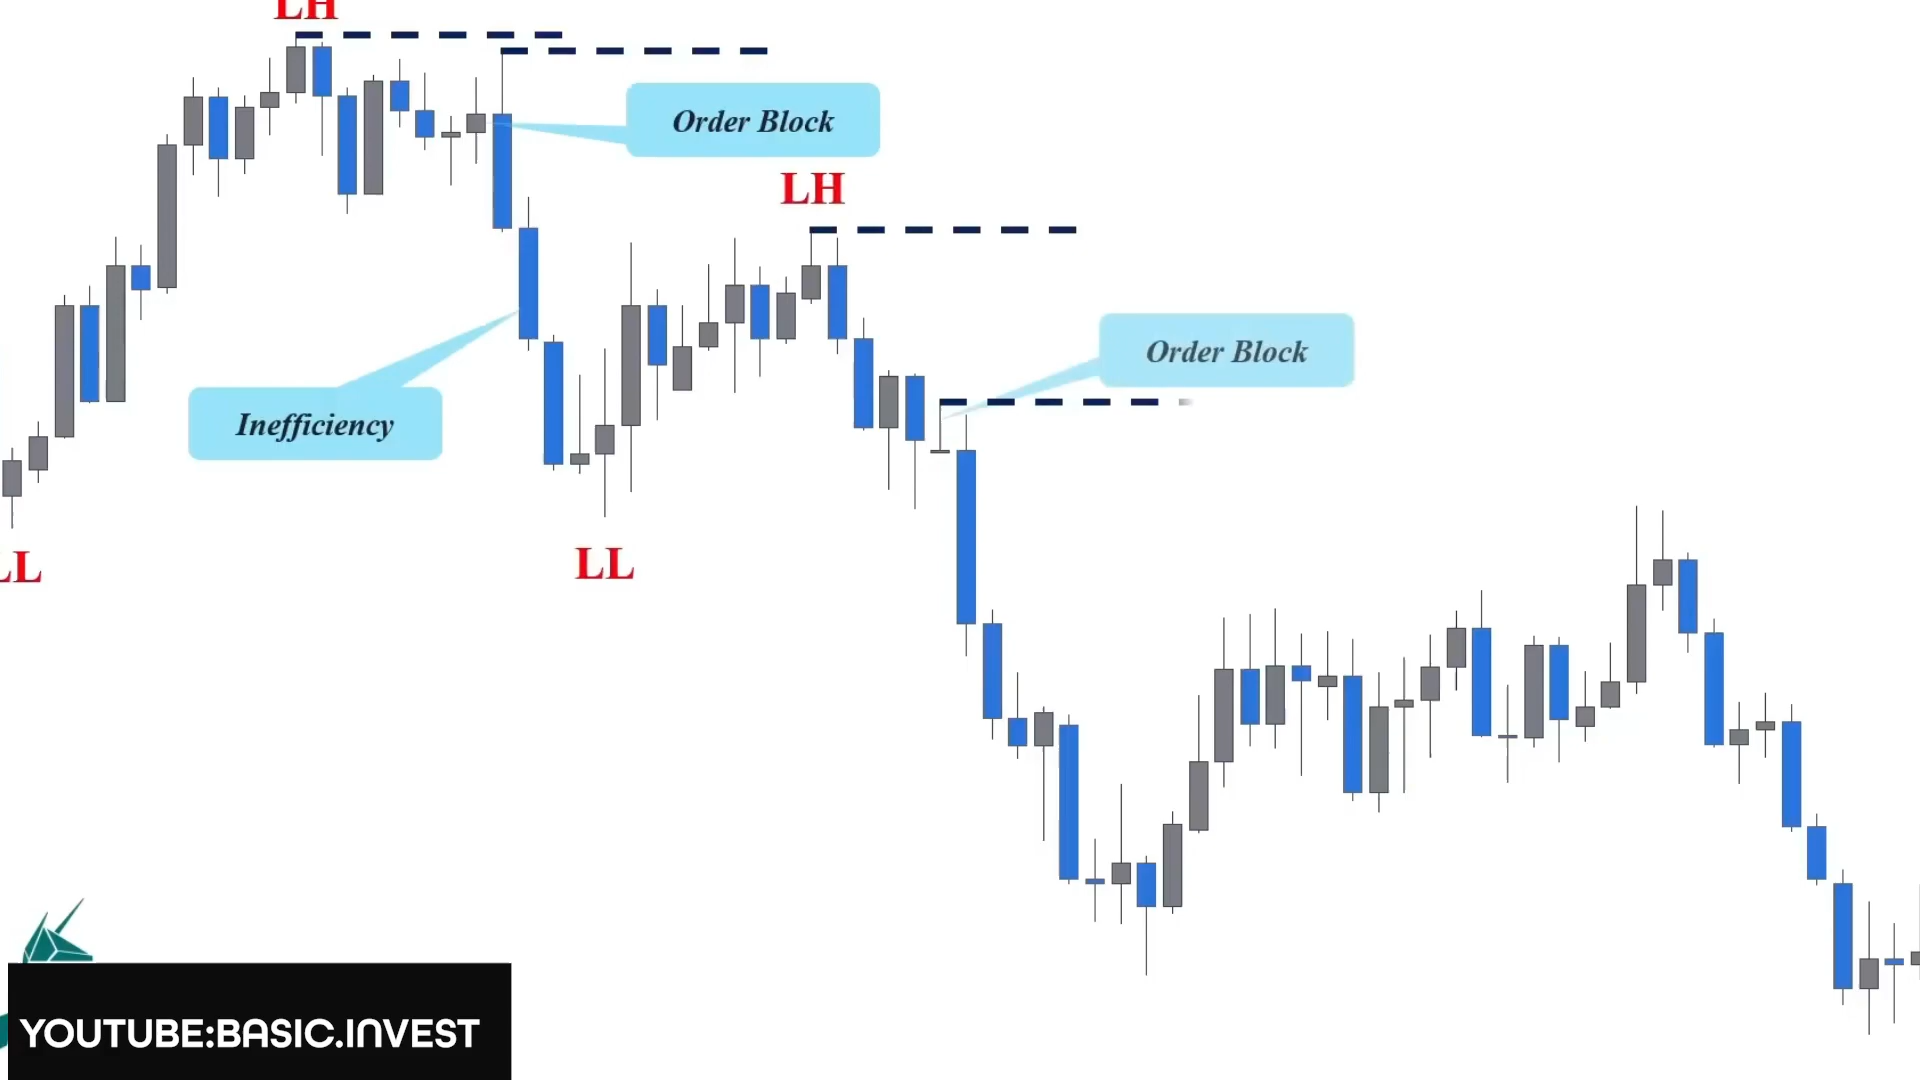 LH
Order Block
LH
Order Block
Inefficiency
LL
LL
YOUTUBE:BASIC.INVEST